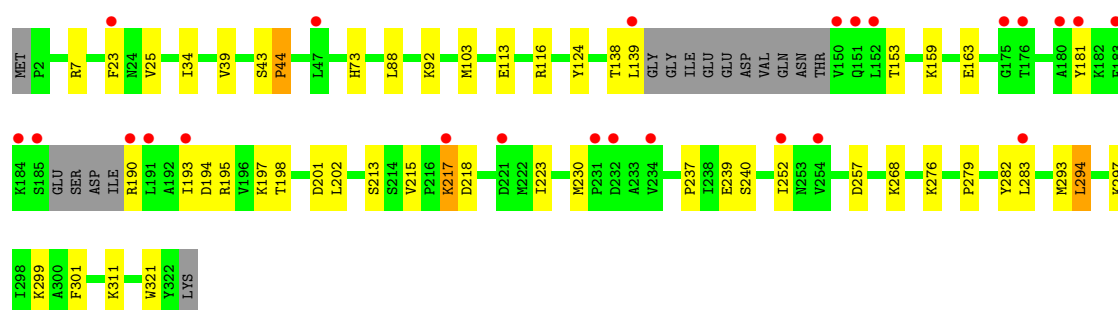 MET P2 R7 F23 N24 V25 I34 V39 S43 P44 L47 H73 L88 K92 M103 E113 R116 Y124 T138 L139 GLY GLY ILE GLU GLU ASP VAL GLN ASN THR V150 Q151 L152 T153 K159 E163 G175 T176 A180 Y181 K182
K184 S185 GLU SER ASP ILE R190 L191 A192 I193 D194 R195 V196 K197 T198 D201 L202 S213 S214 V215 P216 K217 D218 D221 M222 I223 M230 P231 D232 A233 V234 P237 I238 E239 S240 I252 N253 V254 D257 K268 K276 P279 Y282 L283 M293 L294
I298 K299 A300 F301 K311 W321 Y322 LYS